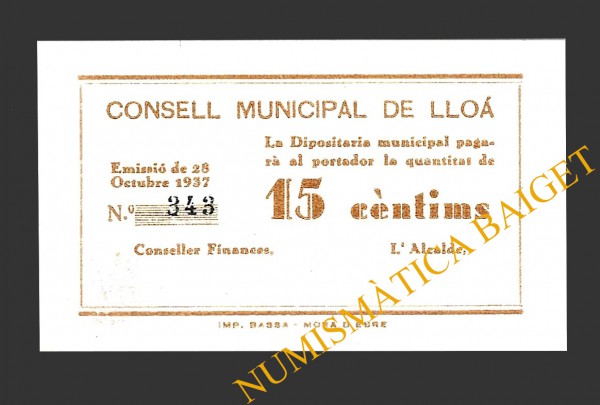 CONSELL MUNICIPAL DE LLOÁ
Emissió de 28
Octubre 1937
N.º 343
La Dipositaria municipal paga-
rà al portador la quantitat de
15 cèntims
Conseller Finances,
L'Alcalde,
IMP. BASSA - MORA D'EBRE
NUMISMÀTICA BAIGET